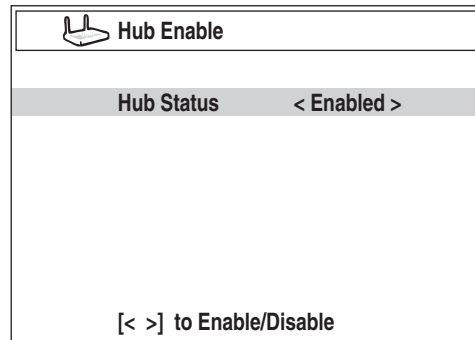 Hub Enable
Hub Status < Enabled >
[< >] to Enable/Disable